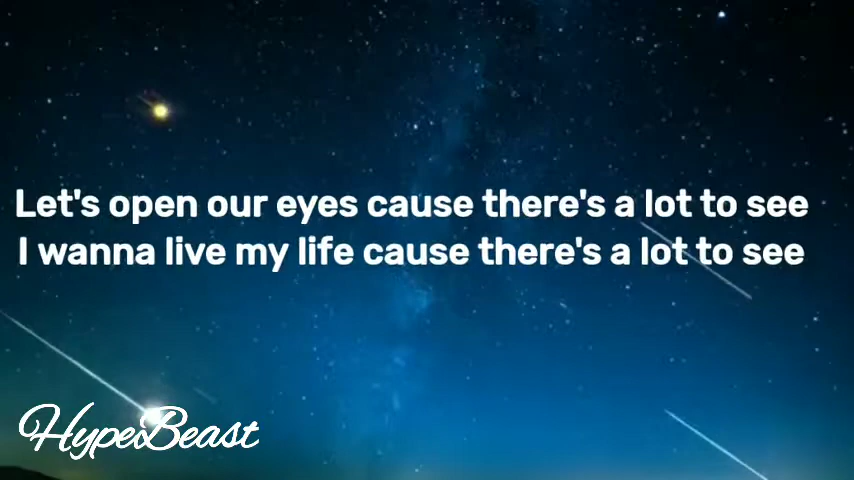 Let's open our eyes cause there's a lot to see
I wanna live my life cause there's a lot to see
HypeBeast